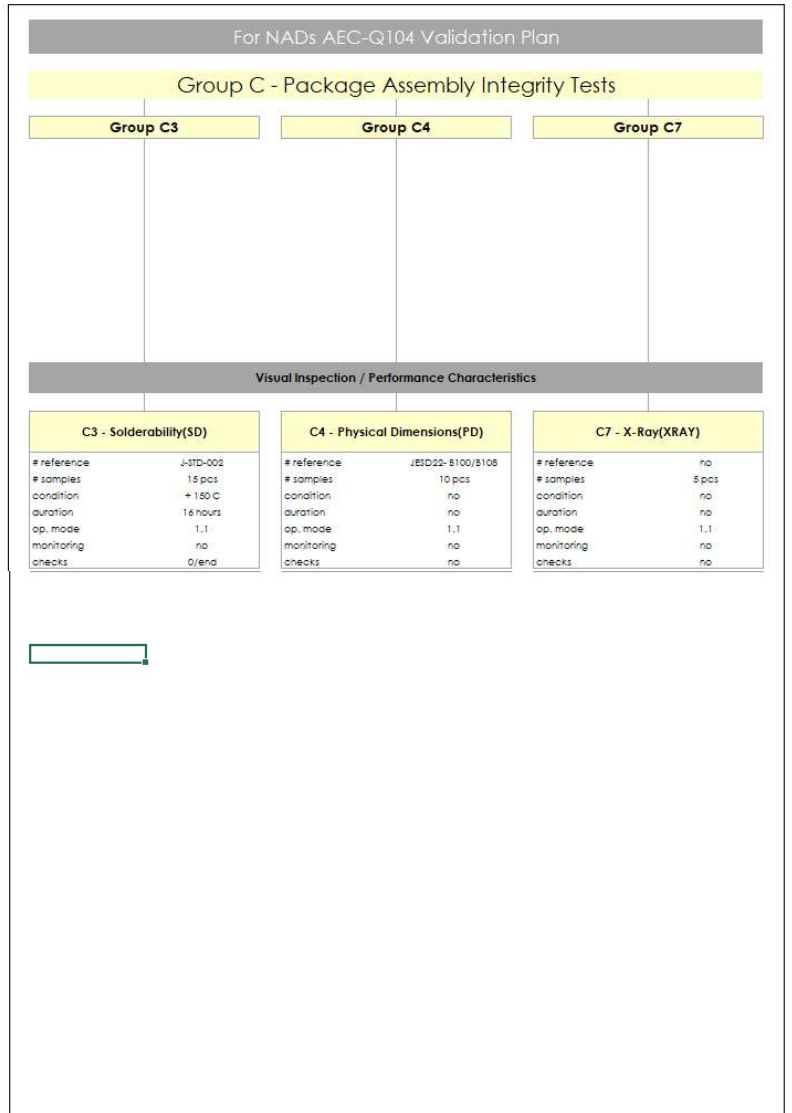 For NADs AEC-Q104 Validation Plan
Group C - Package Assembly Integrity Tests
Group C3 Group C4 Group C7
Visual Inspection / Performance Characteristics
C3 - Solderability(SD) C4 - Physical Dimensions(PD) C7 - X-Ray(XRAY)
# reference J-STD-002 # reference JESD22- B100/B108 # reference no
# samples 15 pcs # samples 10 pcs # samples 5 pcs
condition + 150 C condition no condition no
duration 16 hours duration no duration no
op. mode 1.1 op. mode 1.1 op. mode 1.1
monitoring no monitoring no monitoring no
checks 0/end checks no checks no